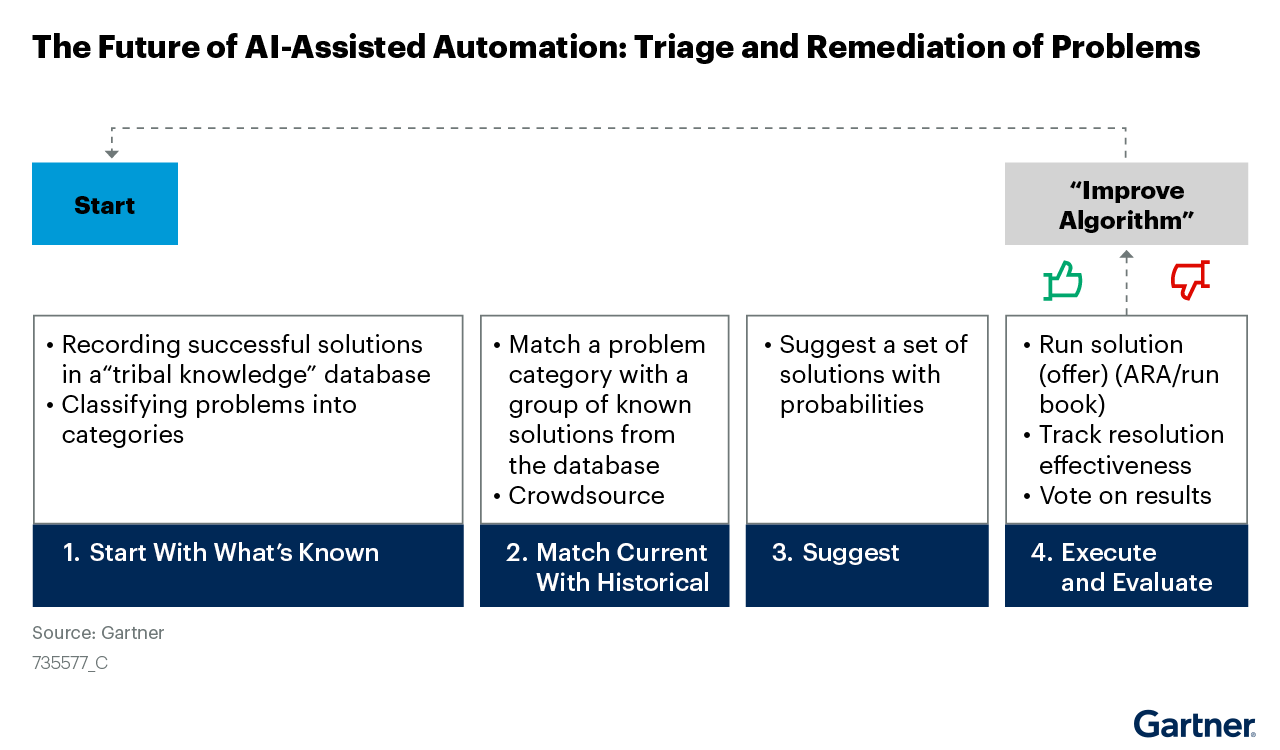 The Future of AI-Assisted Automation: Triage and Remediation of Problems
Start
“Improve
Algorithm”
• Recording successful solutions
in a“tribal knowledge” database
• Classifying problems into
categories
• Match a problem
category with a
group of known
solutions from
the database
• Crowdsource
• Suggest a set of
solutions with
probabilities
• Run solution
(offer) (ARA/run
book)
• Track resolution
effectiveness
• Vote on results
1. Start With What’s Known
2. Match Current
With Historical
3. Suggest
4. Execute
and Evaluate
Source: Gartner
735577_C
Gartner®